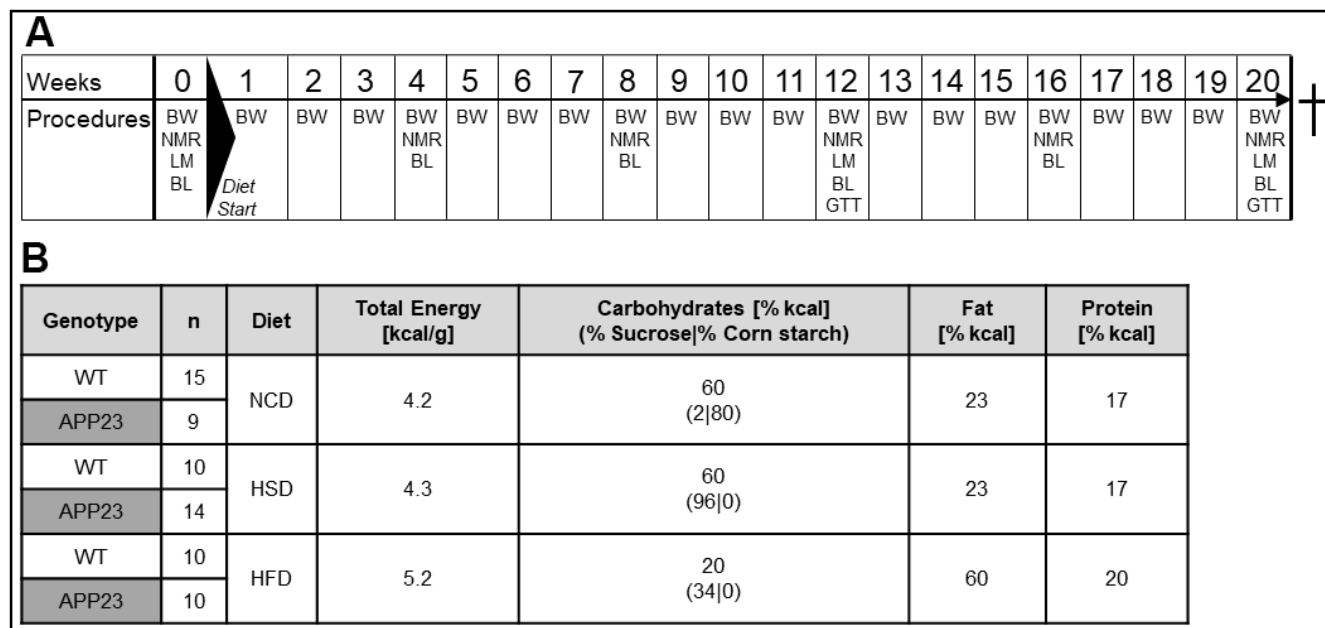 A
Weeks 0 1 2 3 4 5 6 7 8 9 10 11 12 13 14 15 16 17 18 19 20
Procedures BW BW BW BW BW BW BW BW BW BW BW BW BW BW BW BW BW BW BW BW BW
NMR NMR NMR NMR NMR NMR
LM BL BL LM BL LM
BL BL BL
Diet GTT GTT
Start
B
Genotype n Diet Total Energy [kcal/g] Carbohydrates [% kcal] (% Sucrose|% Corn starch) Fat [% kcal] Protein [% kcal]
WT 15 NCD 4.2 60 (2|80) 23 17
APP23 9
WT 10 HSD 4.3 60 (96|0) 23 17
APP23 14
WT 10 HFD 5.2 20 (34|0) 60 20
APP23 10